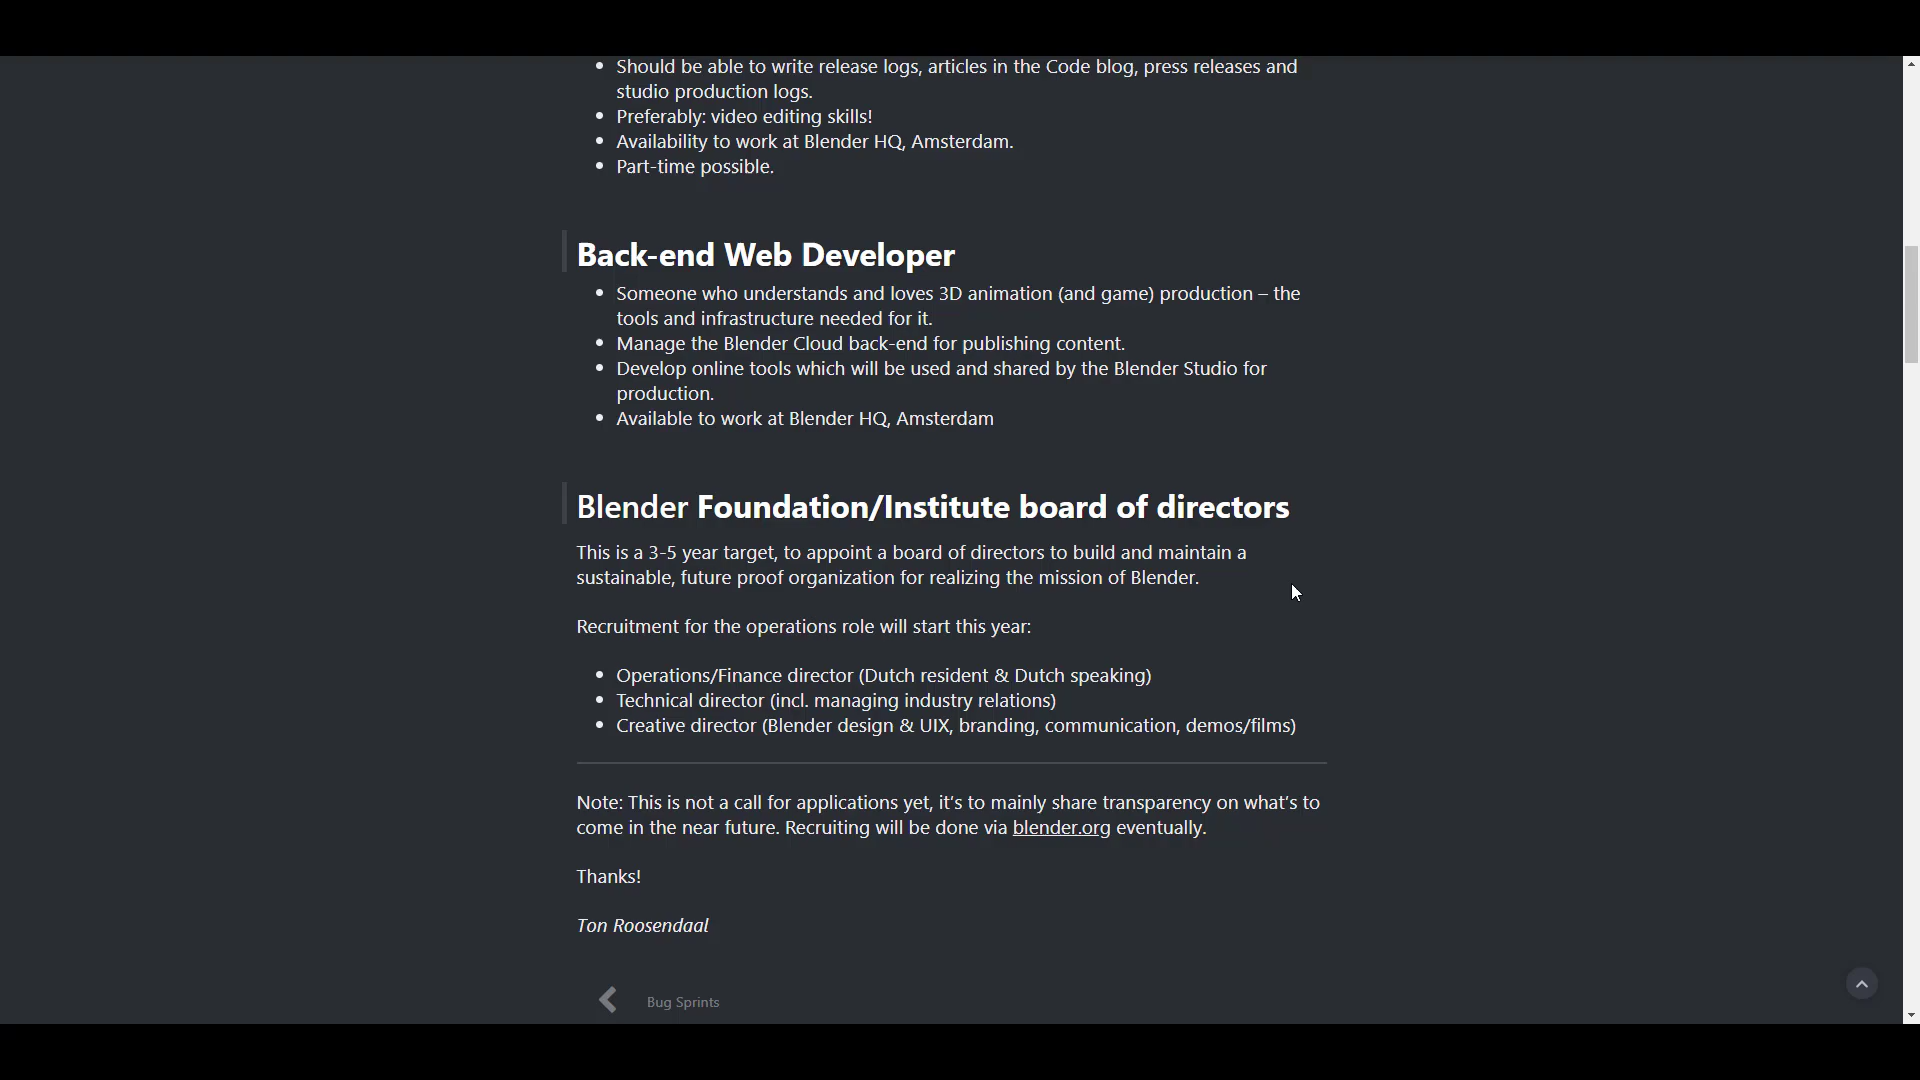 Should be able to write release logs, articles in the Code blog, press releases and
studio production logs.
Preferably: video editing skills!
Availability to work at Blender HQ, Amsterdam.
Part-time possible.
Back-end Web Developer
Someone who understands and loves 3D animation (and game) production – the
tools and infrastructure needed for it.
Manage the Blender Cloud back-end for publishing content.
Develop online tools which will be used and shared by the Blender Studio for
production.
Available to work at Blender HQ, Amsterdam
Blender Foundation/Institute board of directors
This is a 3-5 year target, to appoint a board of directors to build and maintain a
sustainable, future proof organization for realizing the mission of Blender.
Recruitment for the operations role will start this year:
Operations/Finance director (Dutch resident & Dutch speaking)
Technical director (incl. managing industry relations)
Creative director (Blender design & UIX, branding, communication, demos/films)
Note: This is not a call for applications yet, it's to mainly share transparency on what's to
come in the near future. Recruiting will be done via blender.org eventually.
Thanks!
Ton Roosendaal
Bug Sprints